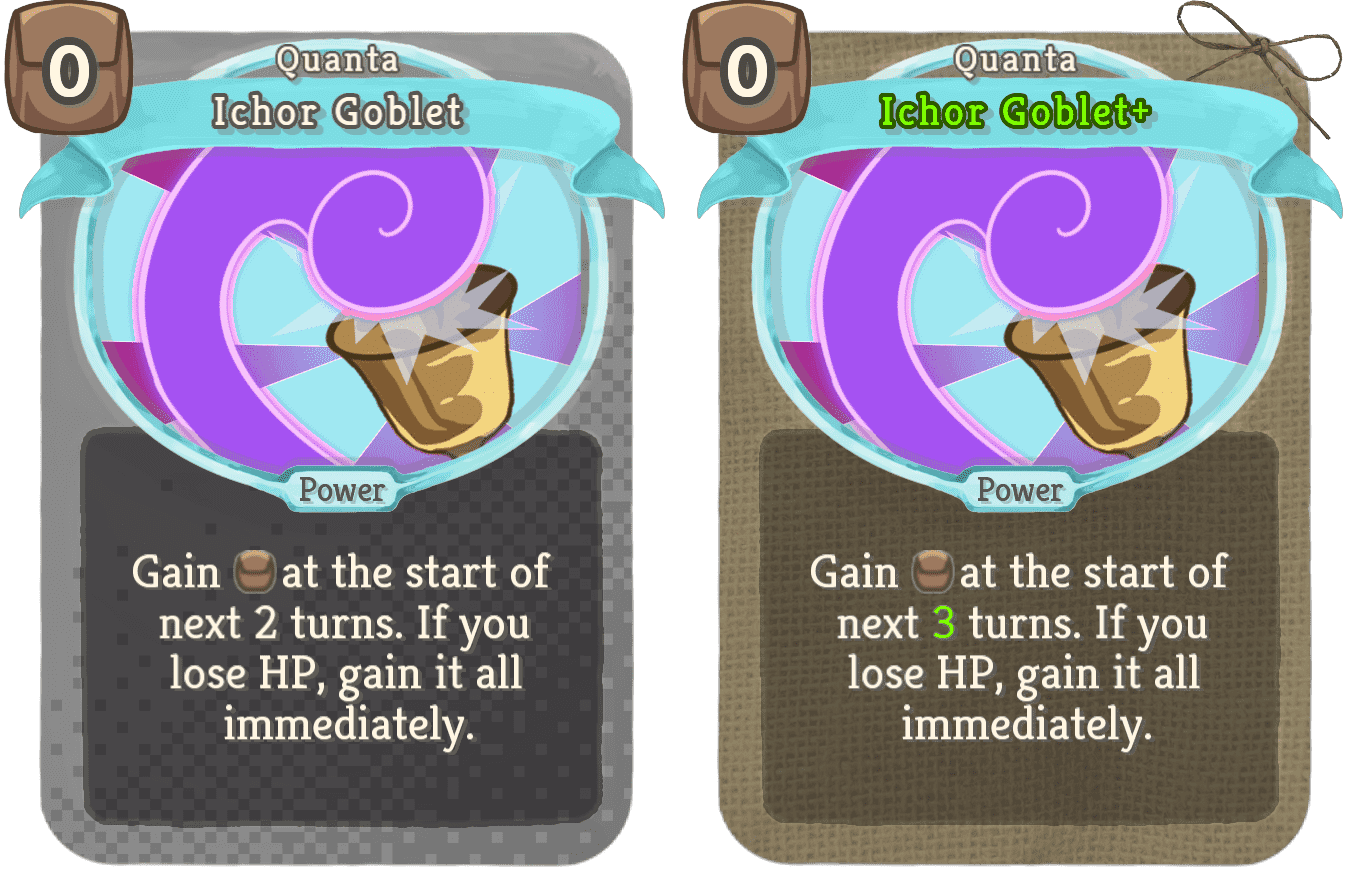 0
Quanta
Ichor Goblet
Power
Gain at the start of
next 2 turns. If you
lose HP, gain it all
immediately.
0
Quanta
Ichor Goblet+
Power
Gain at the start of
next 3 turns. If you
lose HP, gain it all
immediately.